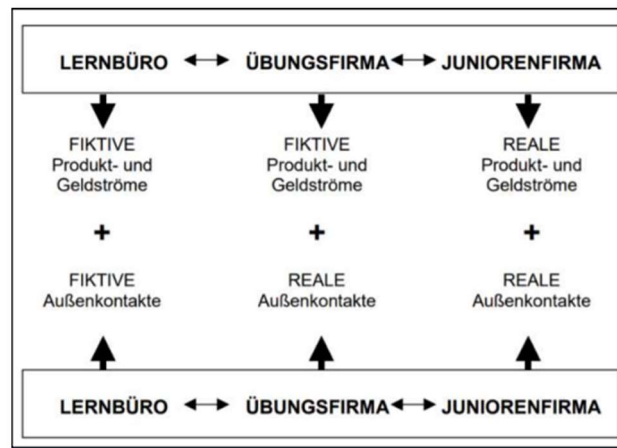 LERNBÜRO ÜBUNGSFIRMA JUNIORENFIRMA
FIKTIVE FIKTIVE REALE
Produkt- und Produkt- und Produkt- und
Geldströme Geldströme Geldströme
+ + +
FIKTIVE REALE REALE
Außenkontakte Außenkontakte Außenkontakte
LERNBÜRO ÜBUNGSFIRMA JUNIORENFIRMA